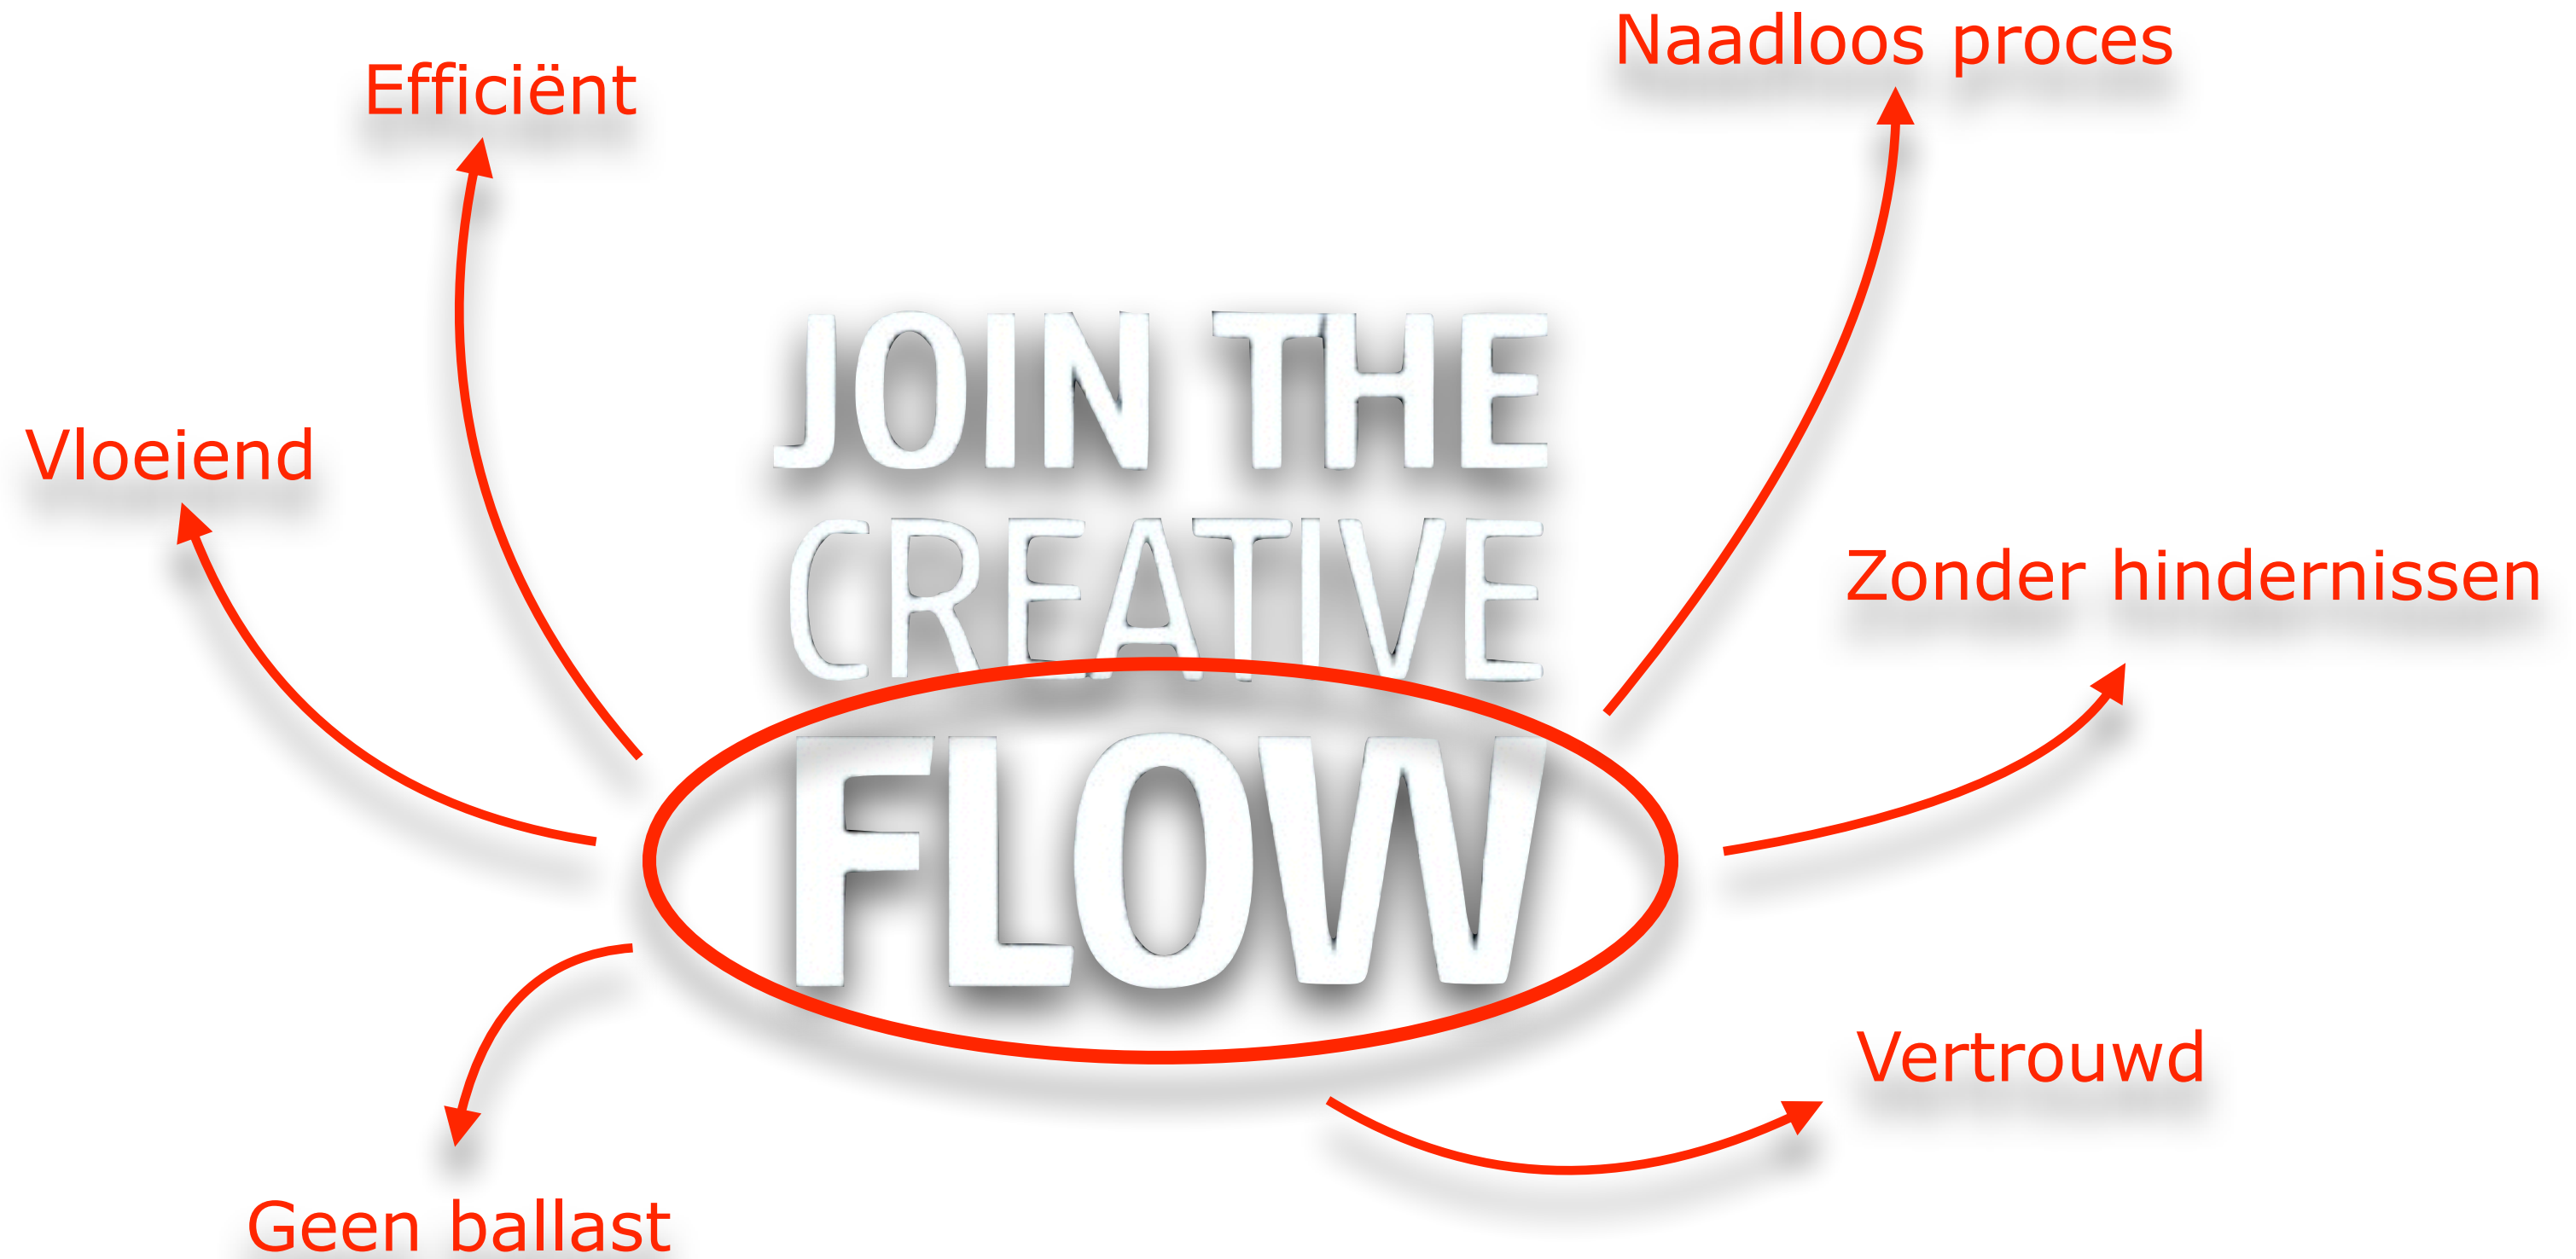 Naadloos proces
Efficiënt
JOIN THE
Vloeiend
CREATIVE
Zonder hindernissen
FLOW
Vertrouwd
Geen ballast